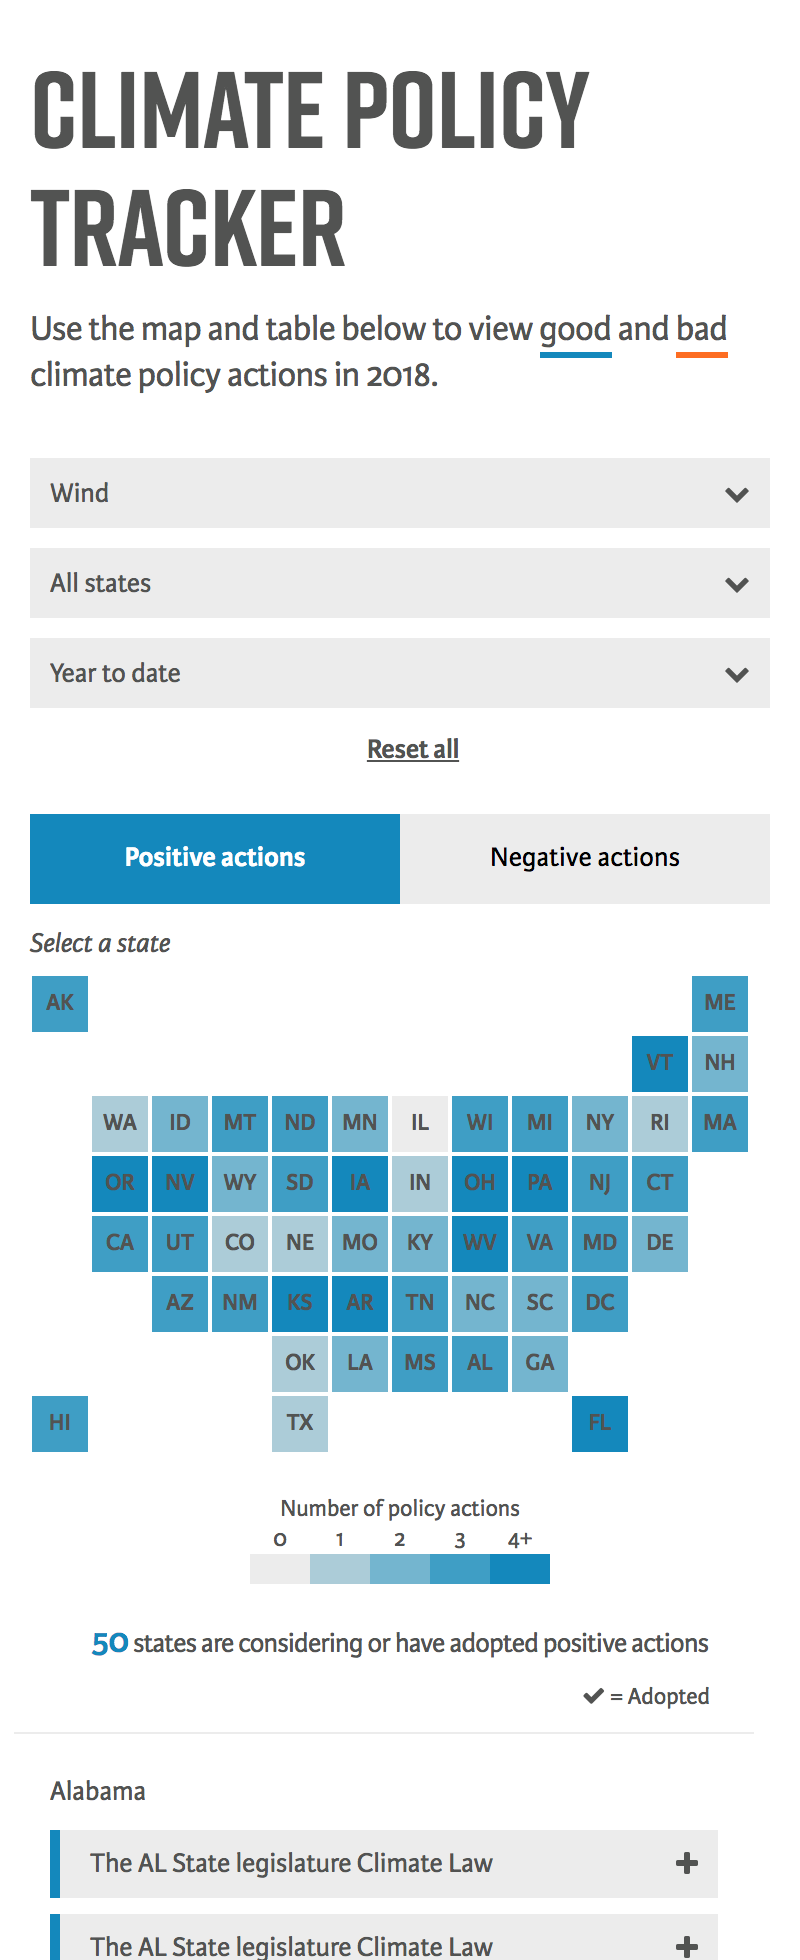 CLIMATE POLICY
TRACKER
Use the map and table below to view good and bad
climate policy actions in 2018.
Wind
All states
Year to date
Reset all
Positive actions Negative actions
Select a state
AK ME
VT NH
WA ID MT ND MN IL WI MI NY RI MA
OR NV WY SD IA IN OH PA NJ CT
CA UT CO NE MO KY WV VA MD DE
AZ NM KS AR TN NC SC DC
OK LA MS AL GA
HI TX FL
Number of policy actions
0 1 2 3 4+
50 states are considering or have adopted positive actions
✔ = Adopted
Alabama
The AL State legislature Climate Law
The AL State legislature Climate Law